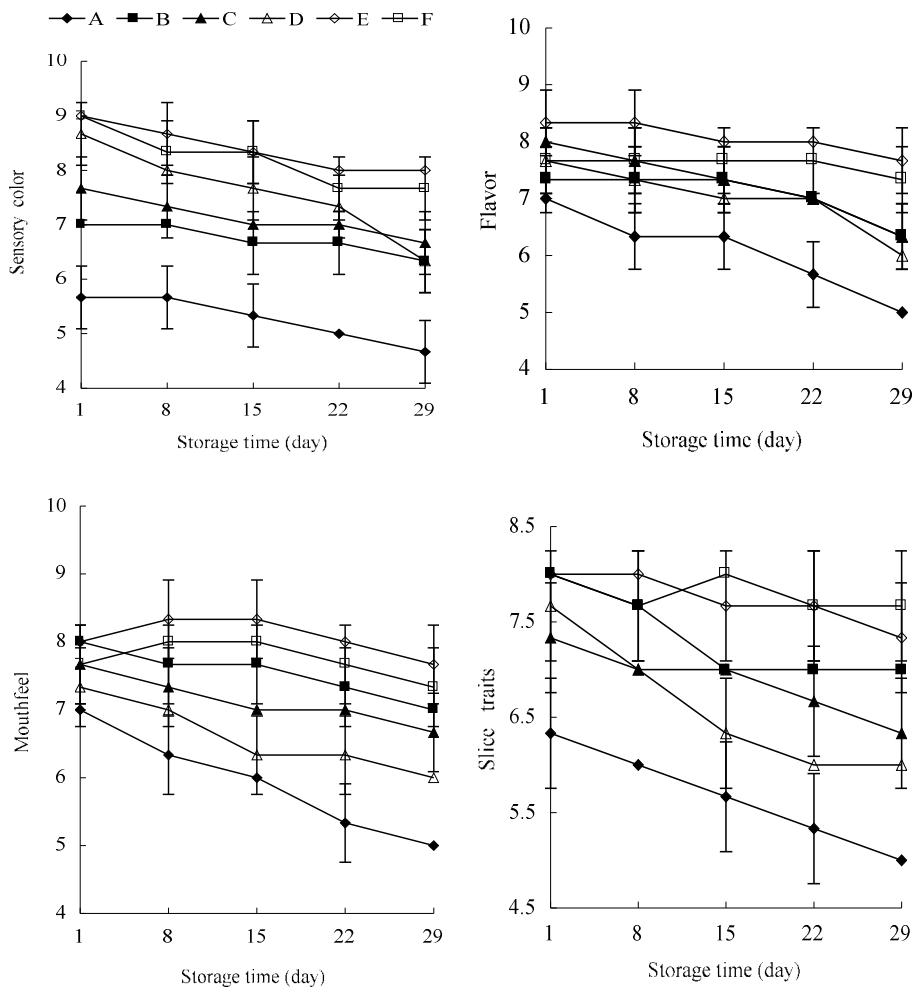 A B C D E F
10
9
8
7
6
5
4
Sensory color
1 8 15 22 29
Storage time (day)
10
9
8
7
6
5
4
Flavor
1 8 15 22 29
Storage time (day)
10
9
8
7
6
5
4
Mouthfeel
1 8 15 22 29
Storage time (day)
8.5
7.5
6.5
5.5
4.5
Slice traits
1 8 15 22 29
Storage time (day)